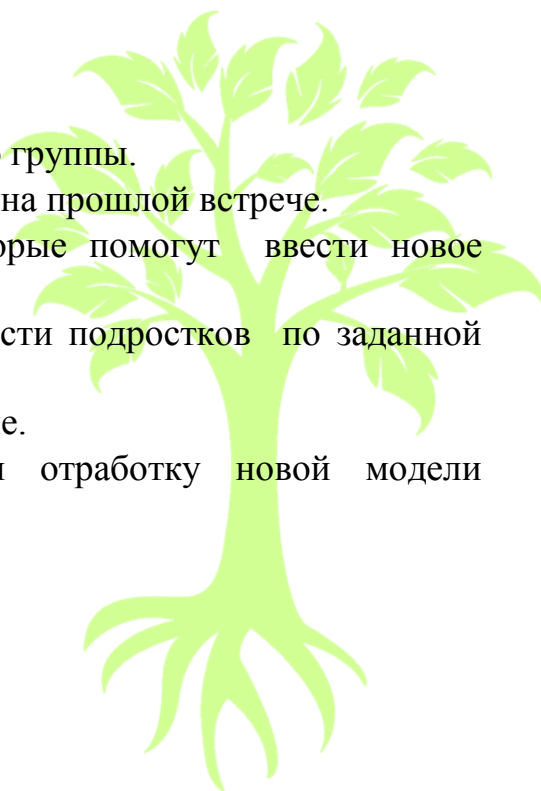 группы.
на прошлой встрече.
орые помогут ввести новое
сти подростков по заданной
е.
отработку новой модели